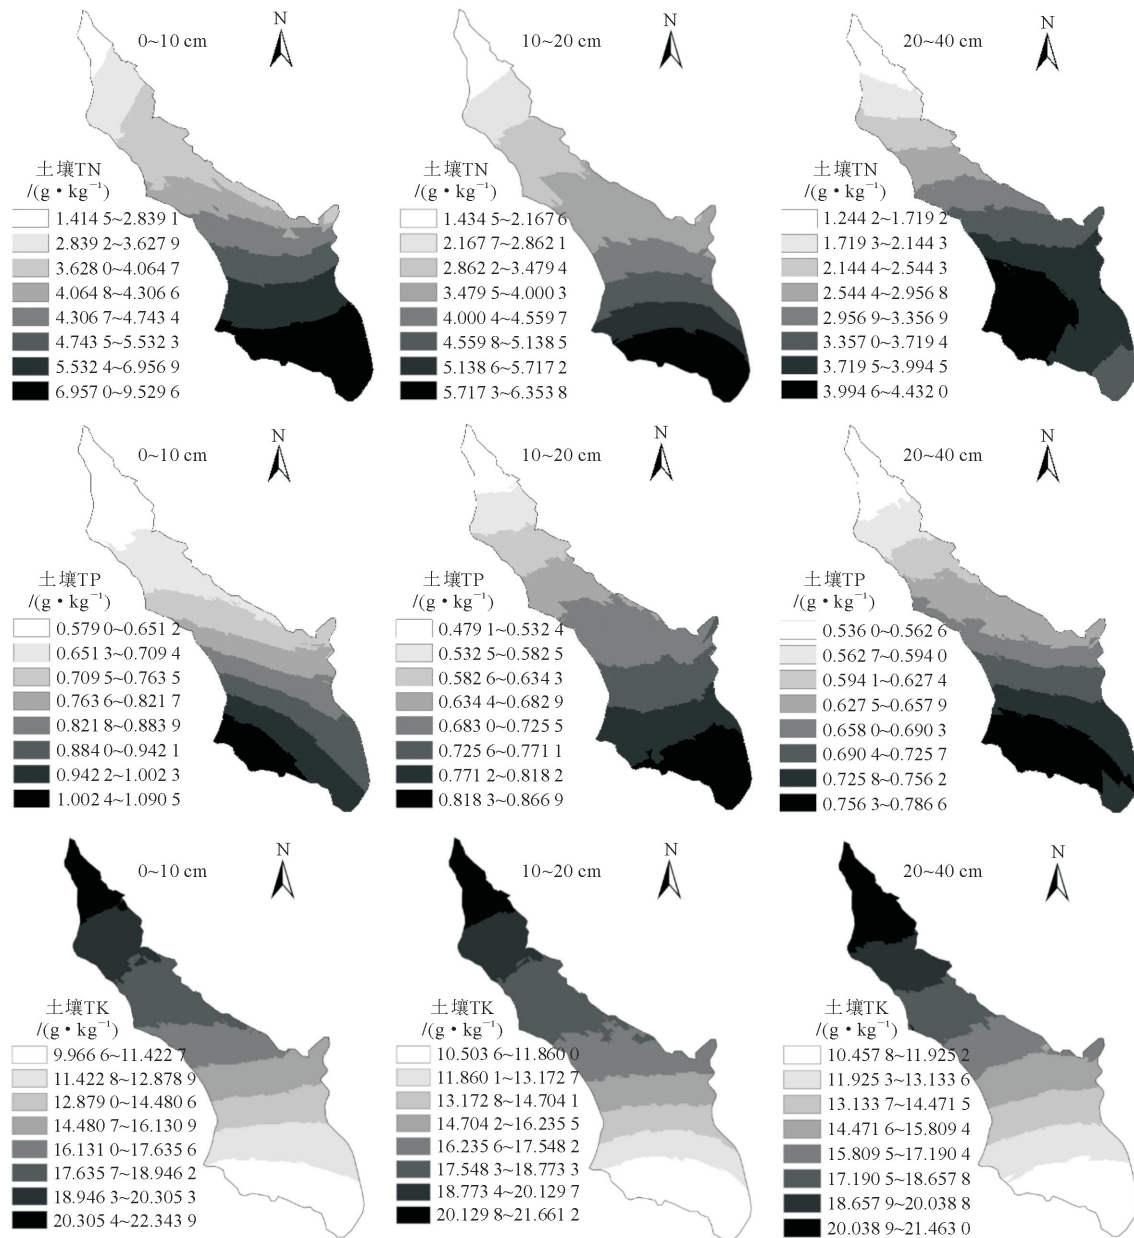 N
0~10 cm
土壤TN
/(g·kg⁻¹)
1.414 5~2.839 1
2.839 2~3.627 9
3.628 0~4.064 7
4.064 8~4.306 6
4.306 7~4.743 4
4.743 5~5.532 3
5.532 4~6.956 9
6.957 0~9.529 6
N
10~20 cm
土壤TN
/(g·kg⁻¹)
1.434 5~2.167 6
2.167 7~2.862 1
2.862 2~3.479 4
3.479 5~4.000 3
4.000 4~4.559 7
4.559 8~5.138 5
5.138 6~5.717 2
5.717 3~6.353 8
N
20~40 cm
土壤TN
/(g·kg⁻¹)
1.244 2~1.719 2
1.719 3~2.144 3
2.144 4~2.544 3
2.544 4~2.956 8
2.956 9~3.356 9
3.357 0~3.719 4
3.719 5~3.994 5
3.994 6~4.432 0
N
0~10 cm
土壤TP
/(g·kg⁻¹)
0.579 0~0.651 2
0.651 3~0.709 4
0.709 5~0.763 5
0.763 6~0.821 7
0.821 8~0.883 9
0.884 0~0.942 1
0.942 2~1.002 3
1.002 4~1.090 5
N
10~20 cm
土壤TP
/(g·kg⁻¹)
0.479 1~0.532 4
0.532 5~0.582 5
0.582 6~0.634 3
0.634 4~0.682 9
0.683 0~0.725 5
0.725 6~0.771 1
0.771 2~0.818 2
0.818 3~0.866 9
N
20~40 cm
土壤TP
/(g·kg⁻¹)
0.536 0~0.562 6
0.562 7~0.594 0
0.594 1~0.627 4
0.627 5~0.657 9
0.658 0~0.690 3
0.690 4~0.725 7
0.725 8~0.756 2
0.756 3~0.786 6
N
0~10 cm
土壤TK
/(g·kg⁻¹)
9.966 6~11.422 7
11.422 8~12.878 9
12.879 0~14.480 6
14.480 7~16.130 9
16.131 0~17.635 6
17.635 7~18.946 2
18.946 3~20.305 3
20.305 4~22.343 9
N
10~20 cm
土壤TK
/(g·kg⁻¹)
10.503 6~11.860 0
11.860 1~13.172 7
13.172 8~14.704 1
14.704 2~16.235 5
16.235 6~17.548 2
17.548 3~18.773 3
18.773 4~20.129 7
20.129 8~21.661 2
N
20~40 cm
土壤TK
/(g·kg⁻¹)
10.457 8~11.925 2
11.925 3~13.133 6
13.133 7~14.471 5
14.471 6~15.809 4
15.809 5~17.190 4
17.190 5~18.657 8
18.657 9~20.038 8
20.038 9~21.463 0